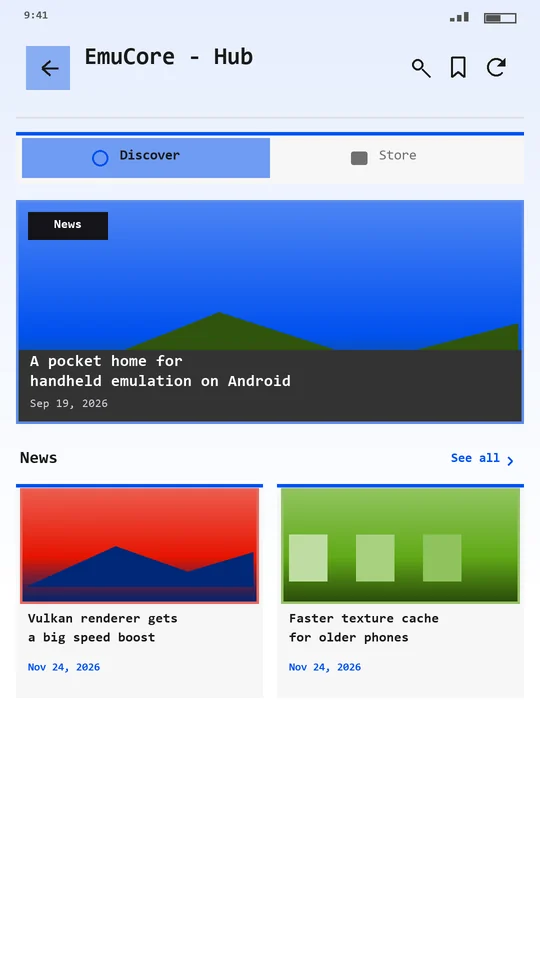 9:41
EmuCore - Hub
Discover
Store
News
A pocket home for
handheld emulation on Android
Sep 19, 2026
News
See all
Vulkan renderer gets
a big speed boost
Nov 24, 2026
Faster texture cache
for older phones
Nov 24, 2026